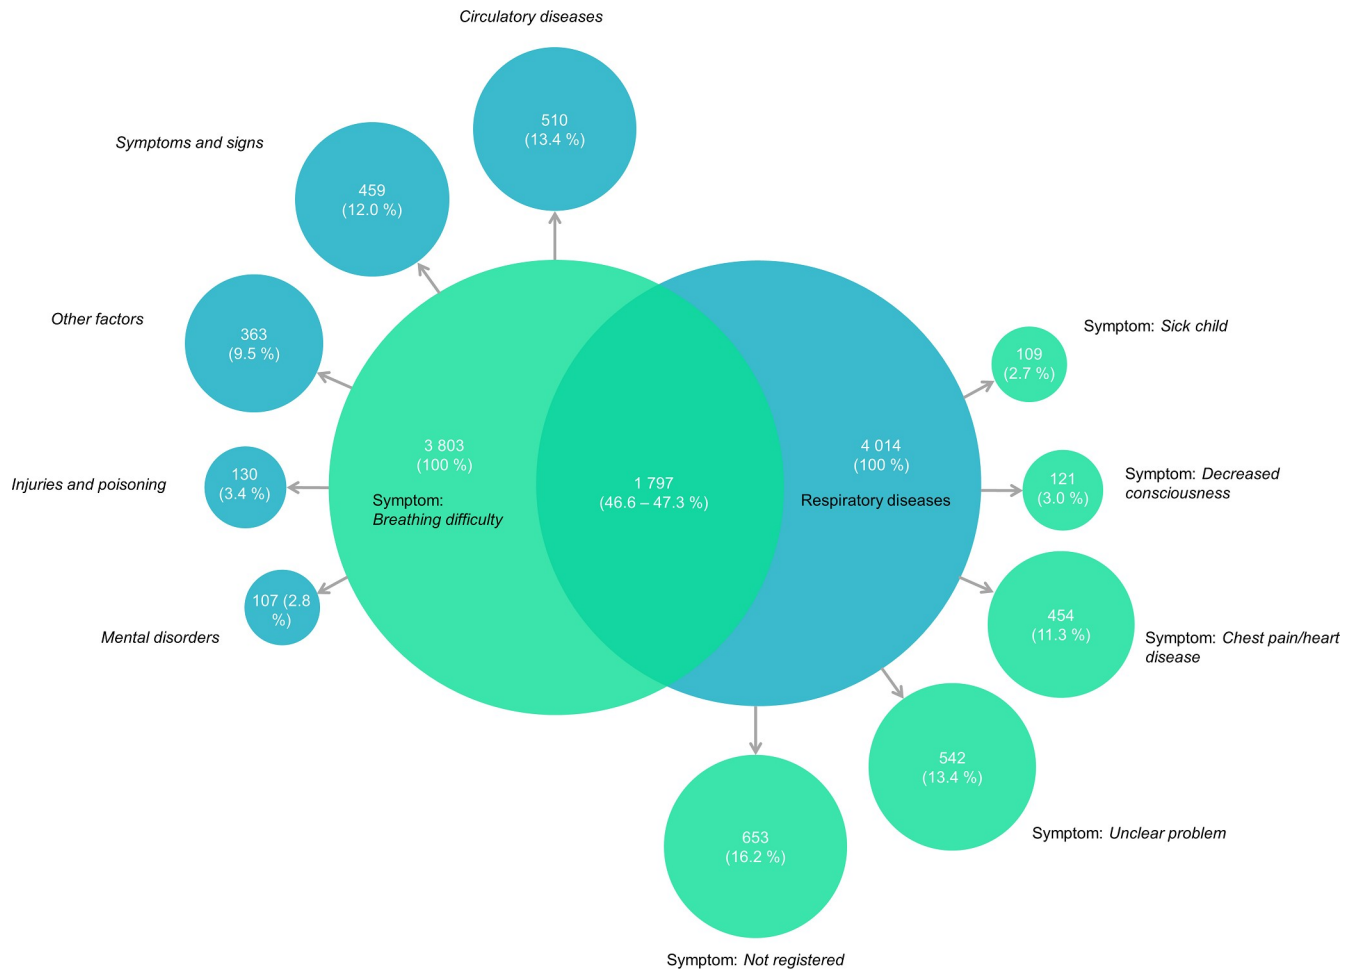 Circulatory diseases
510
(13.4 %)
Symptoms and signs
459
(12.0 %)
Other factors
363
(9.5 %)
Injuries and poisoning
130
(3.4 %)
Mental disorders
107 (2.8
%)
3 803
(100 %)
Symptom:
Breathing difficulty
1 797
(46.6 – 47.3 %)
4 014
(100 %)
Respiratory diseases
Symptom: Sick child
109
(2.7 %)
Symptom: Decreased
consciousness
121
(3.0 %)
454
(11.3 %)
Symptom: Chest pain/heart
disease
542
(13.4 %)
Symptom: Unclear problem
653
(16.2 %)
Symptom: Not registered